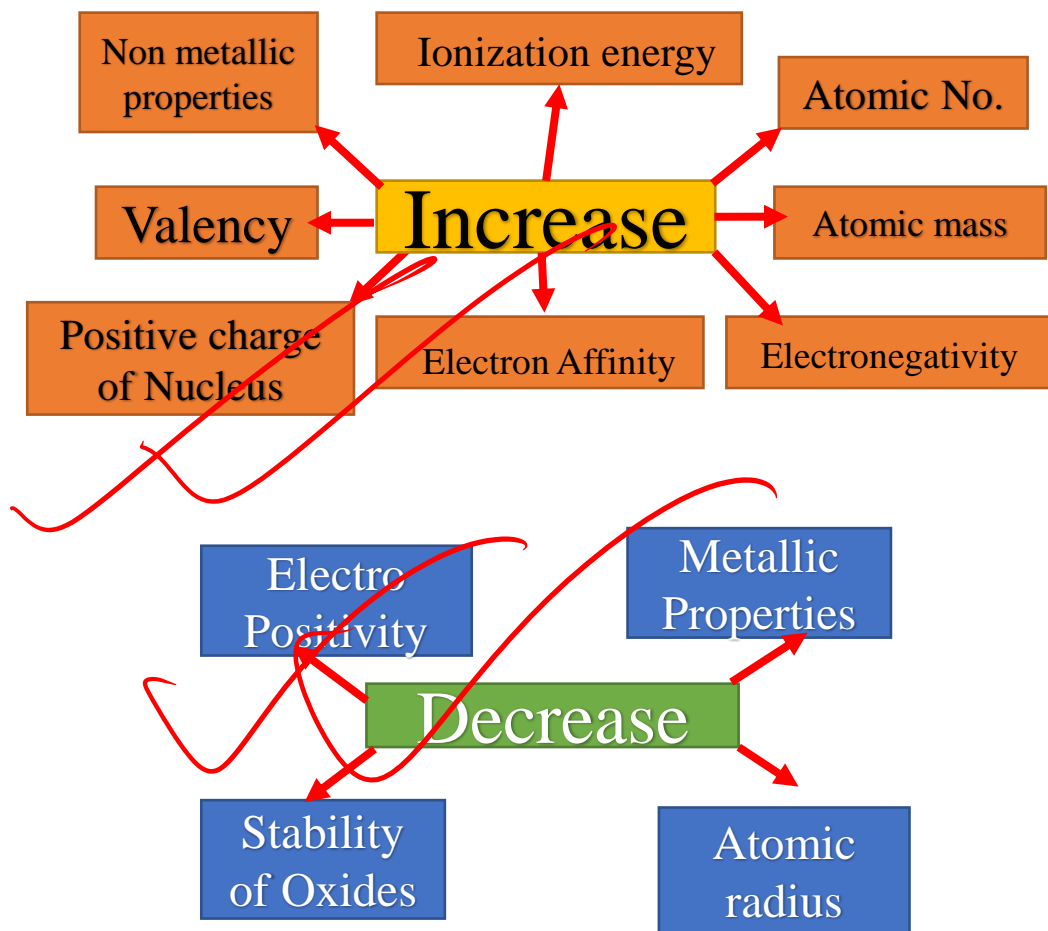 Non metallic
properties
Ionization energy
Atomic No.
Valency
Increase
Atomic mass
Positive charge
of Nucleus
Electron Affinity
Electronegativity
Electro
Positivity
Metallic
Properties
Decrease
Stability
of Oxides
Atomic
radius